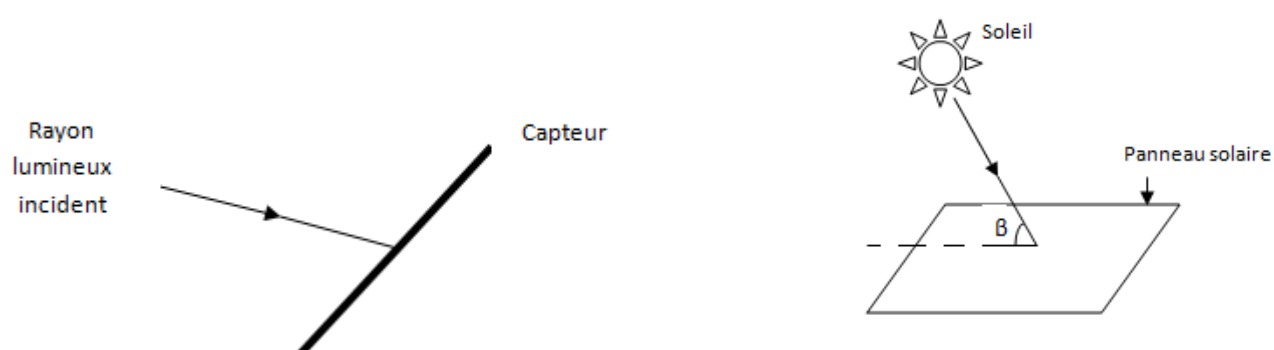 Rayon
lumineux
incident
Capteur
Soleil
Panneau solaire
β